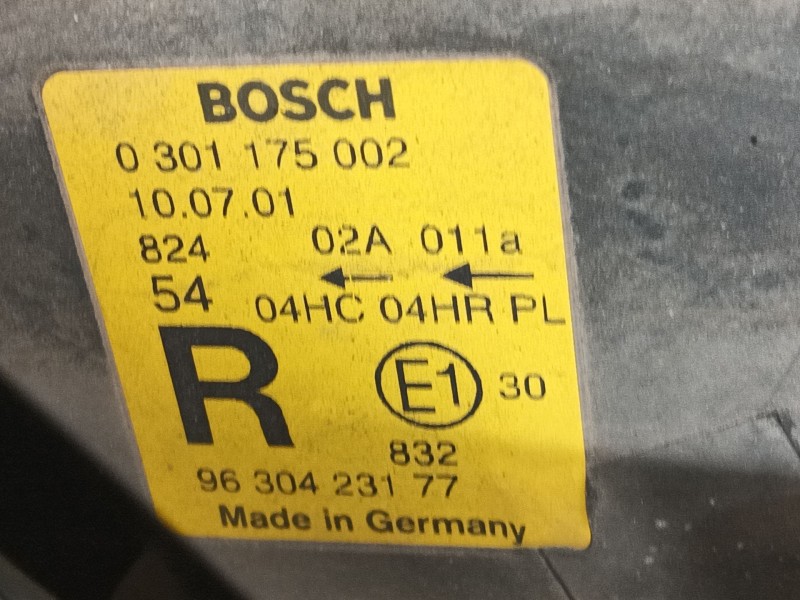 BOSCH
0 301 175 002
10.07.01
824 02A 011a
54 ← ←
04HC 04HR PL
R E1 30
832
96 304 231 77
Made in Germany